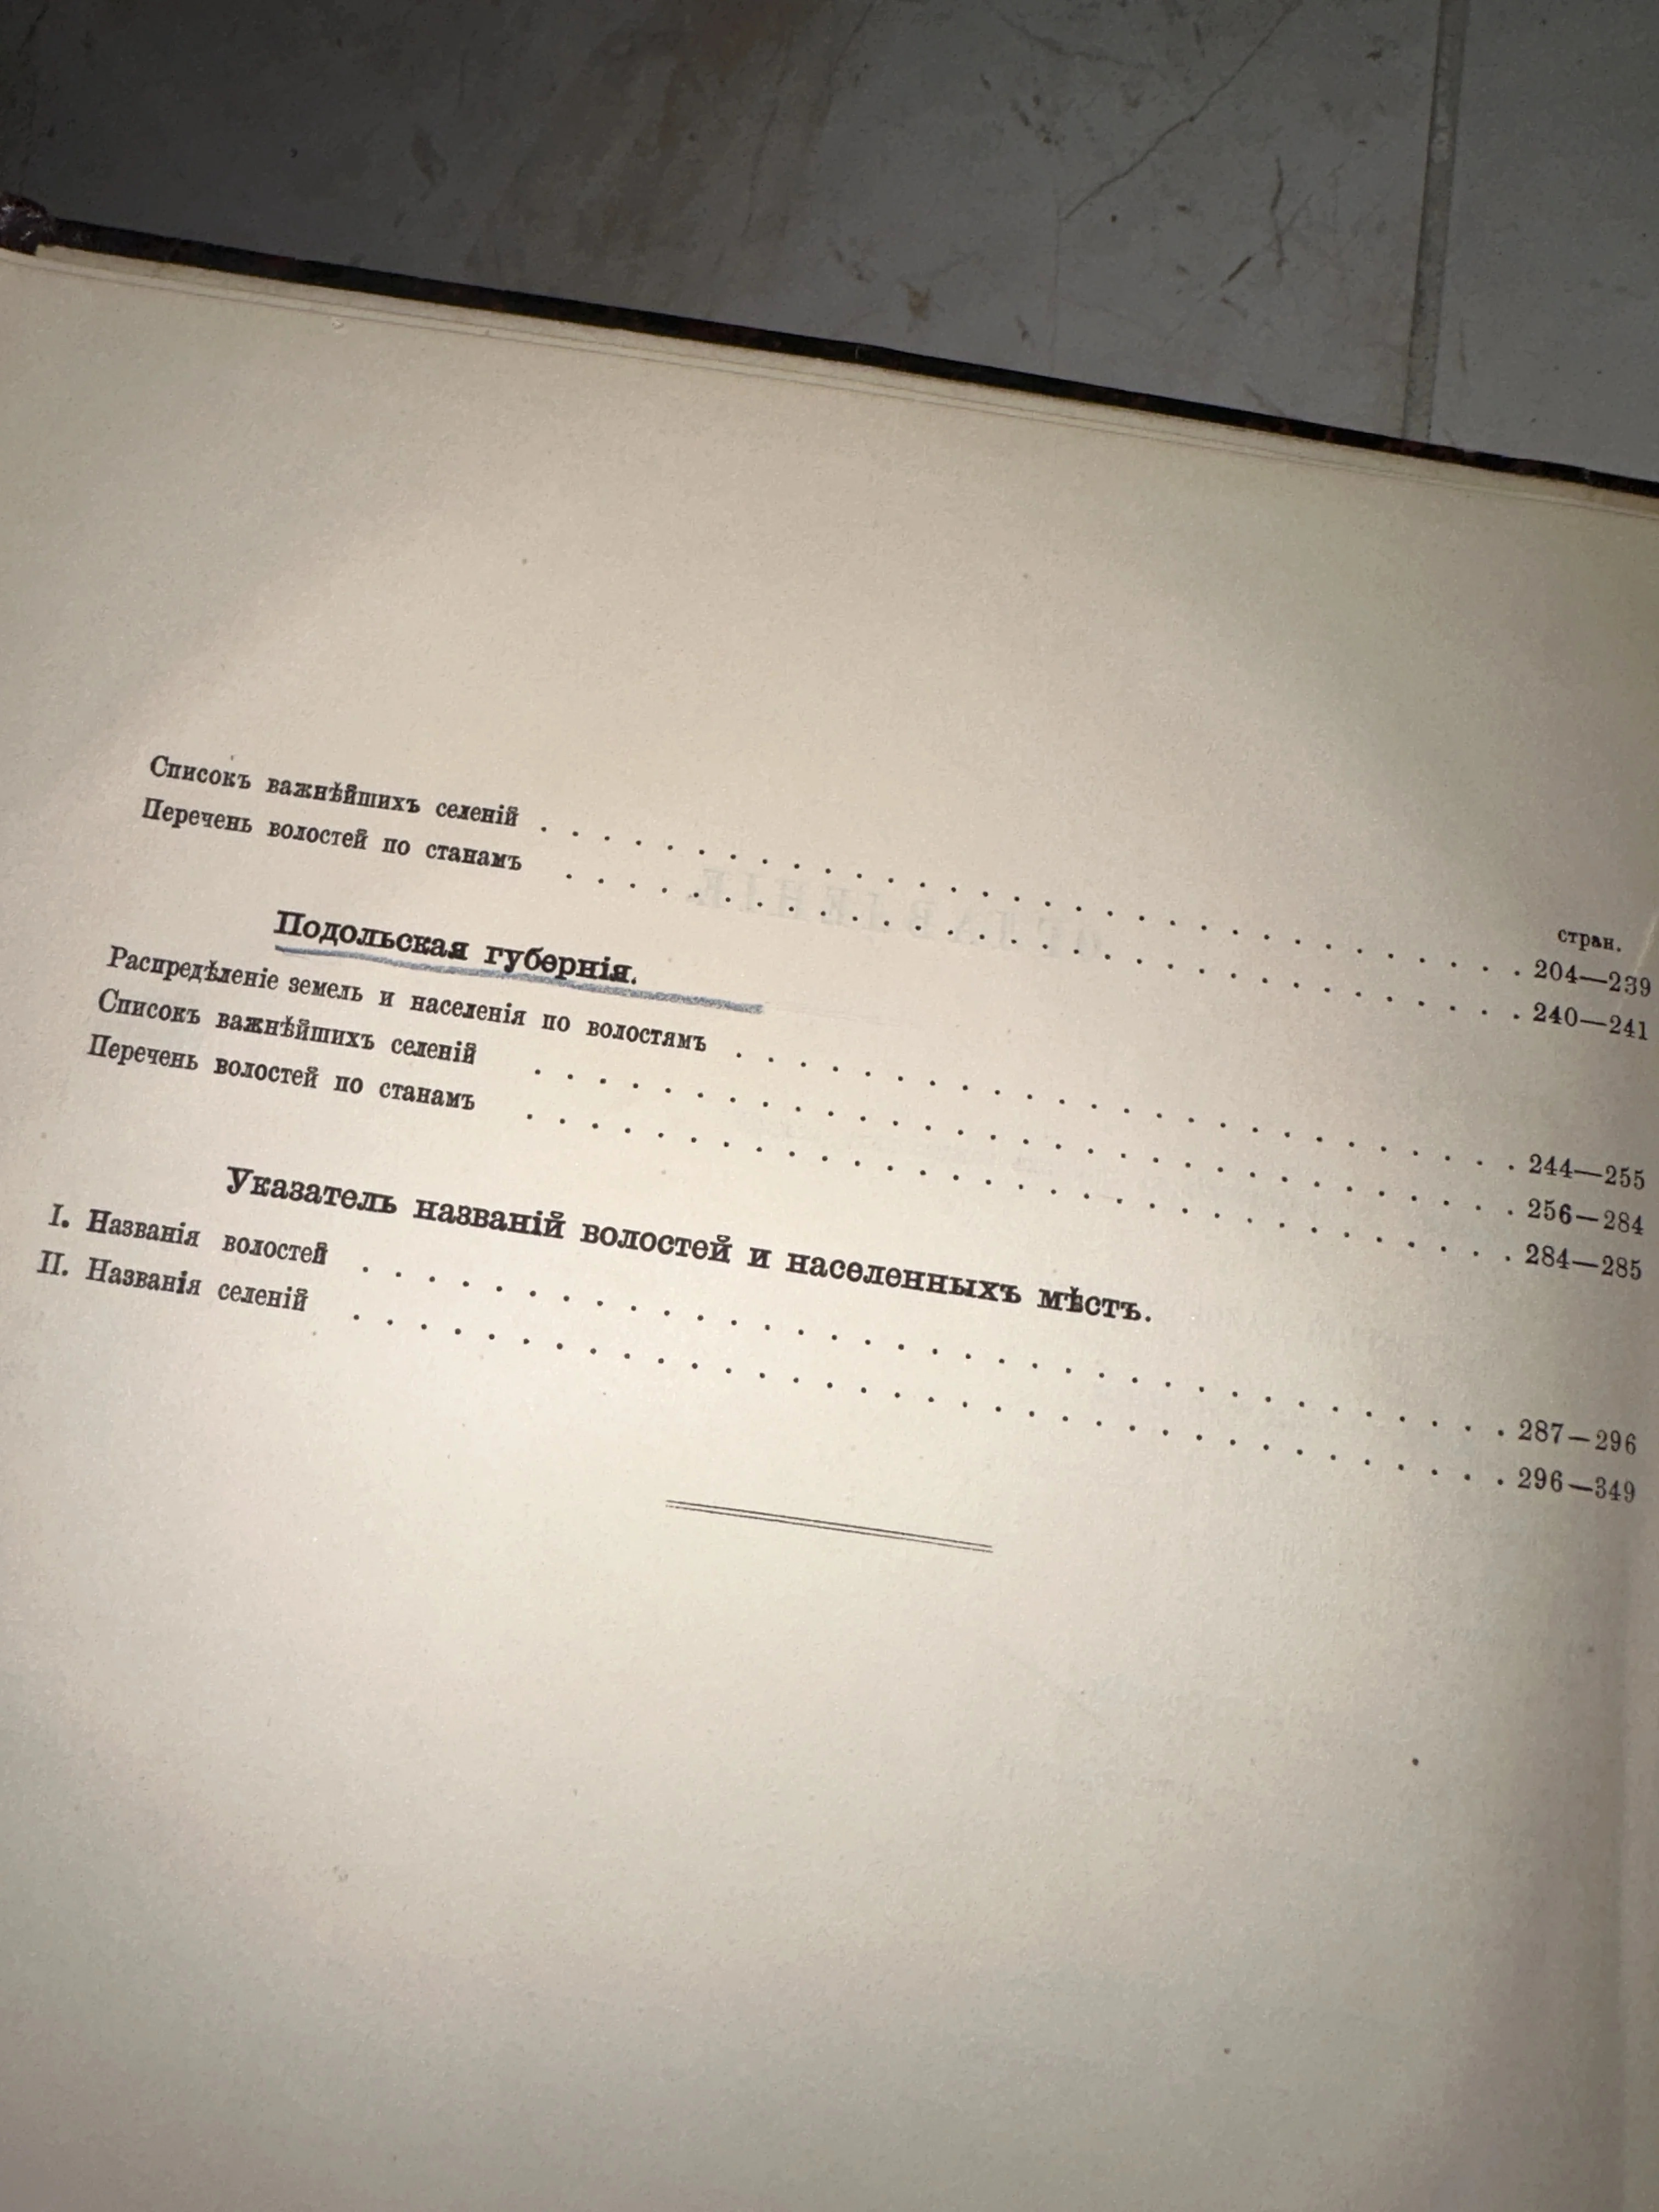 стран.
Списокъ важнѣйшихъ селеній . . . . . . . . . . . . . . . . . . . . . . . . . . . . . . . . 204—239
Перечень волостей по станамъ . . . . . . . . . . . . . . . . . . . . . . . . . . . . . . . 240—241
Подольская губернія.
Распредѣленіе земель и населенія по волостямъ . . . . . . . . . . . . . . . . . . . . . . . . . 244—255
Списокъ важнѣйшихъ селеній . . . . . . . . . . . . . . . . . . . . . . . . . . . . . . . 256—284
Перечень волостей по станамъ . . . . . . . . . . . . . . . . . . . . . . . . . . . . . . . 284—285
Указатель названій волостей и населенныхъ мѣстъ.
I. Названія волостей . . . . . . . . . . . . . . . . . . . . . . . . . . . . . . . . . . . 287—296
II. Названія селеній . . . . . . . . . . . . . . . . . . . . . . . . . . . . . . . . . . . 296—349